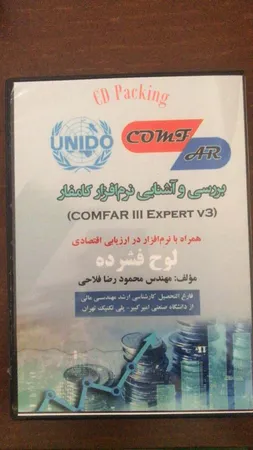 CD Packing
UNIDO
COMF
AR
بررسی و آشنایی نرم‌افزار کامفار
(COMFAR III EXPERT V3)
همراه با نرم‌افزار در ارزیابی اقتصادی
لوح فشرده
مؤلف: مهندس محمود رضا فلاحی
فارغ التحصیل کارشناسی ارشد مهندسی مالی
از دانشگاه صنعتی امیرکبیر- پلی تکنیک تهران